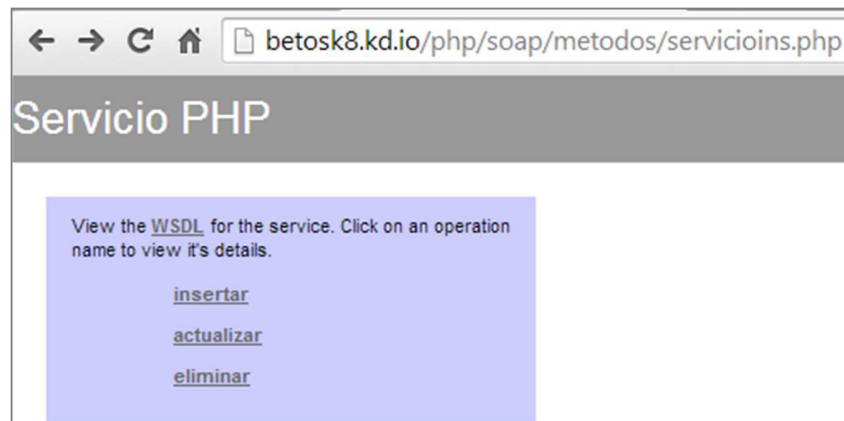 betosk8.kd.io/php/soap/metodos/servicioins.php
Servicio PHP
View the WSDL for the service. Click on an operation
name to view it's details.
insertar
actualizar
eliminar